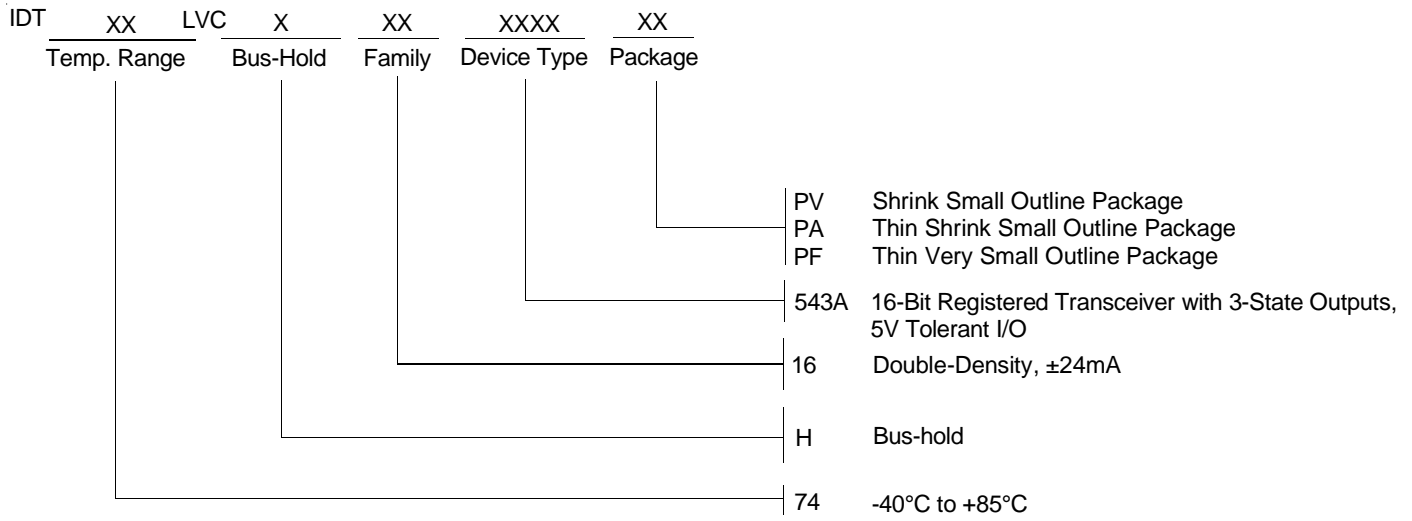 IDT XX LVC X XX XXXX XX
Temp. Range Bus-Hold Family Device Type Package
PV Shrink Small Outline Package
PA Thin Shrink Small Outline Package
PF Thin Very Small Outline Package
543A 16-Bit Registered Transceiver with 3-State Outputs,
5V Tolerant I/O
16 Double-Density, ±24mA
H Bus-hold
74 -40°C to +85°C